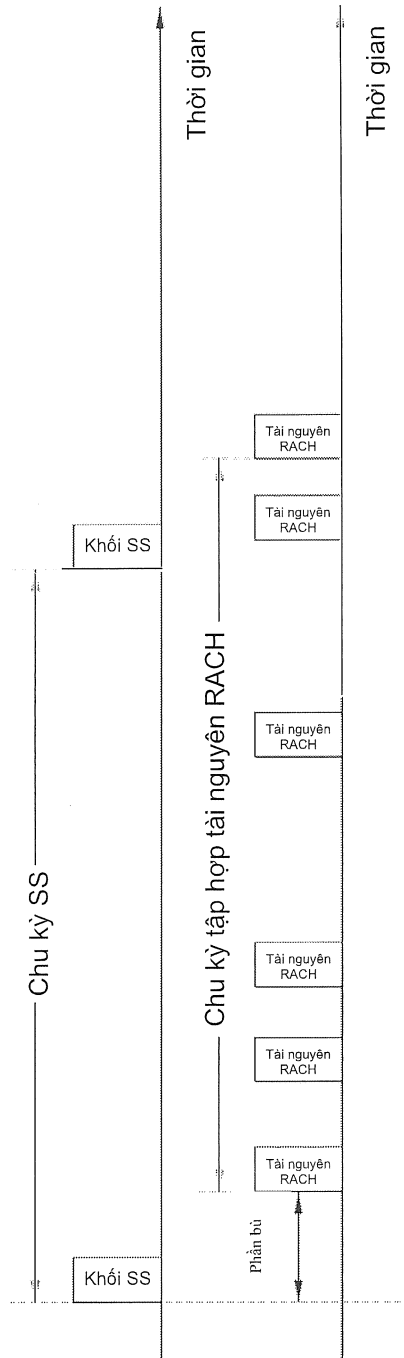 Thời gian
Thời gian
Tài nguyên
RACH
Tài nguyên
RACH
Khối SS
Tài nguyên
RACH
Chu kỳ SS
Chu kỳ tập hợp tài nguyên RACH
Tài nguyên
RACH
Tài nguyên
RACH
Tài nguyên
RACH
Phần bù
Khối SS